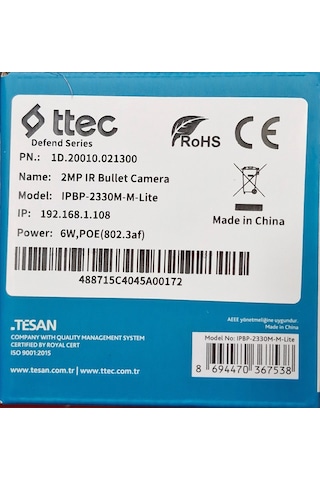 ttec
Defend Series
RoHS
CE
PN.: 1D.20010.021300
Name: 2MP IR Bullet Camera
Model: IPBP-2330M-M-Lite
IP: 192.168.1.108
Made in China
Power: 6W,POE(802.3af)
488715C4045A00172
.TESAN
COMPANY WITH QUALITY MANAGEMENT SYSTEM
CERTIFIED BY ROYAL CERT
ISO 9001:2015
www.tesan.com.tr / www.ttec.com.tr
AEEE yönetmeliğine uygundur.
Model No: IPBP-2330M-M-Lite
8 694470 367538